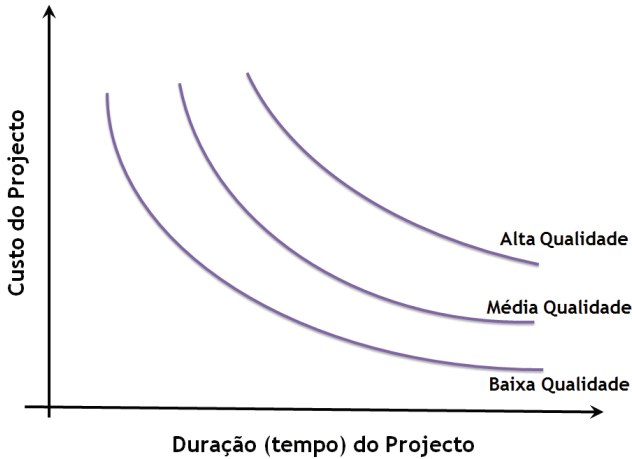 Custo do Projecto
Alta Qualidade
Média Qualidade
Baixa Qualidade
Duração (tempo) do Projecto